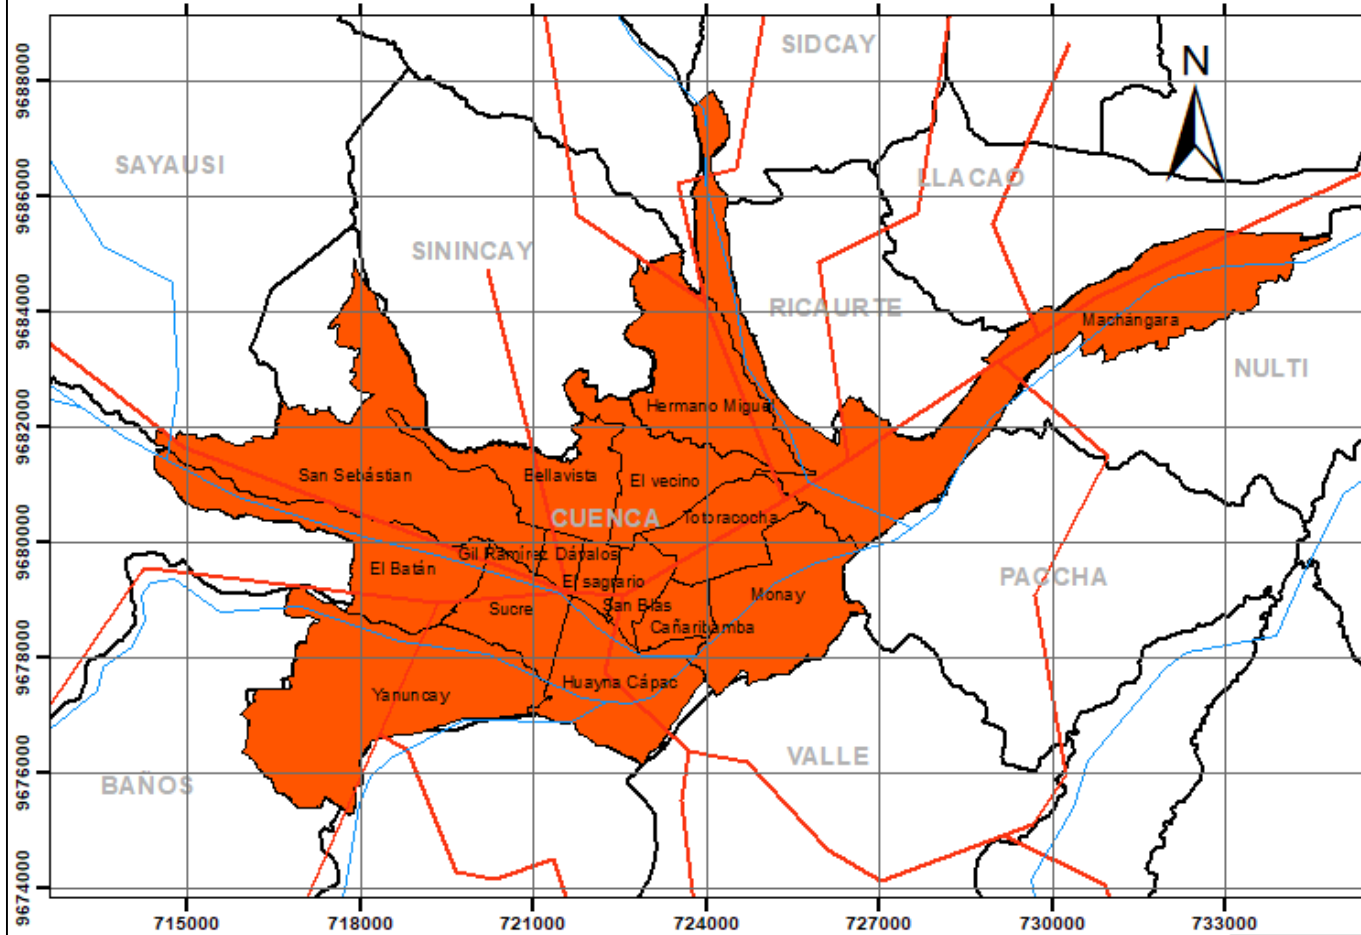 SIDCAY
N
9688000
SAYAUSI
LLACAO
9686000
SININCAY
RICAURTE
9684000
Machángara
NULTI
Hermano Miguel
9682000
San Sebástian
Bellavista
El vecino
CUENCA
Totoracocha
9680000
Gil Ramírez Dávalos
El Batán
El sagrario
PACCHA
Monay
Sucre
San Blas
Cañaribamba
9678000
Huayna Cápac
Yanuncay
VALLE
9676000
BAÑOS
9674000
715000 718000 721000 724000 727000 730000 733000